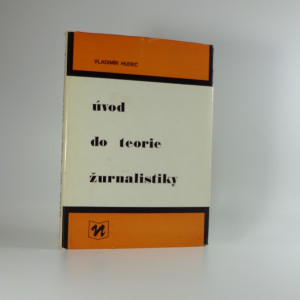 VLADIMÍR HUDEC
úvod
do teorie
žurnalistiky
n